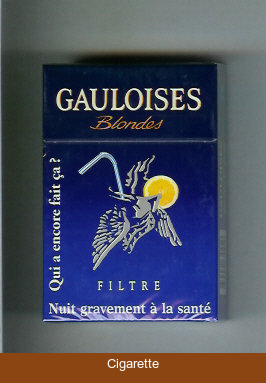 GAULOISES
Blondes
Qui a encore fait ça ?
FILTRE
Nuit gravement à la santé
Cigarette